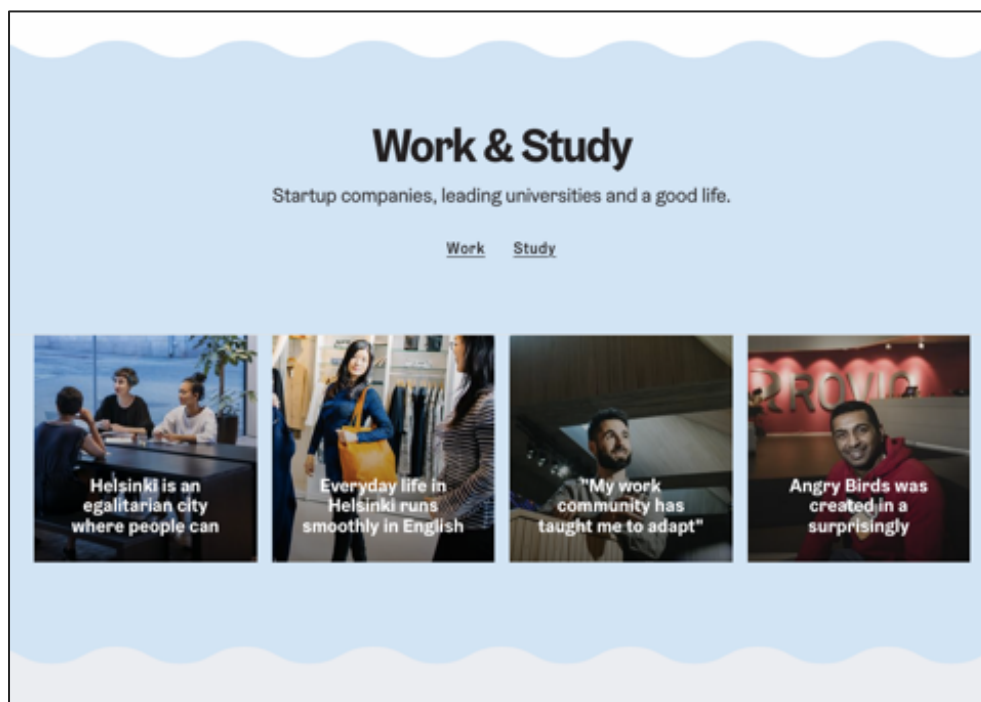 Work & Study
Startup companies, leading universities and a good life.
Work
Study
Helsinki is an
egalitarian city
where people can
Everyday life in
Helsinki runs
smoothly in English
"My work
community has
taught me to adapt"
RROVIO
Angry Birds was
created in a
surprisingly